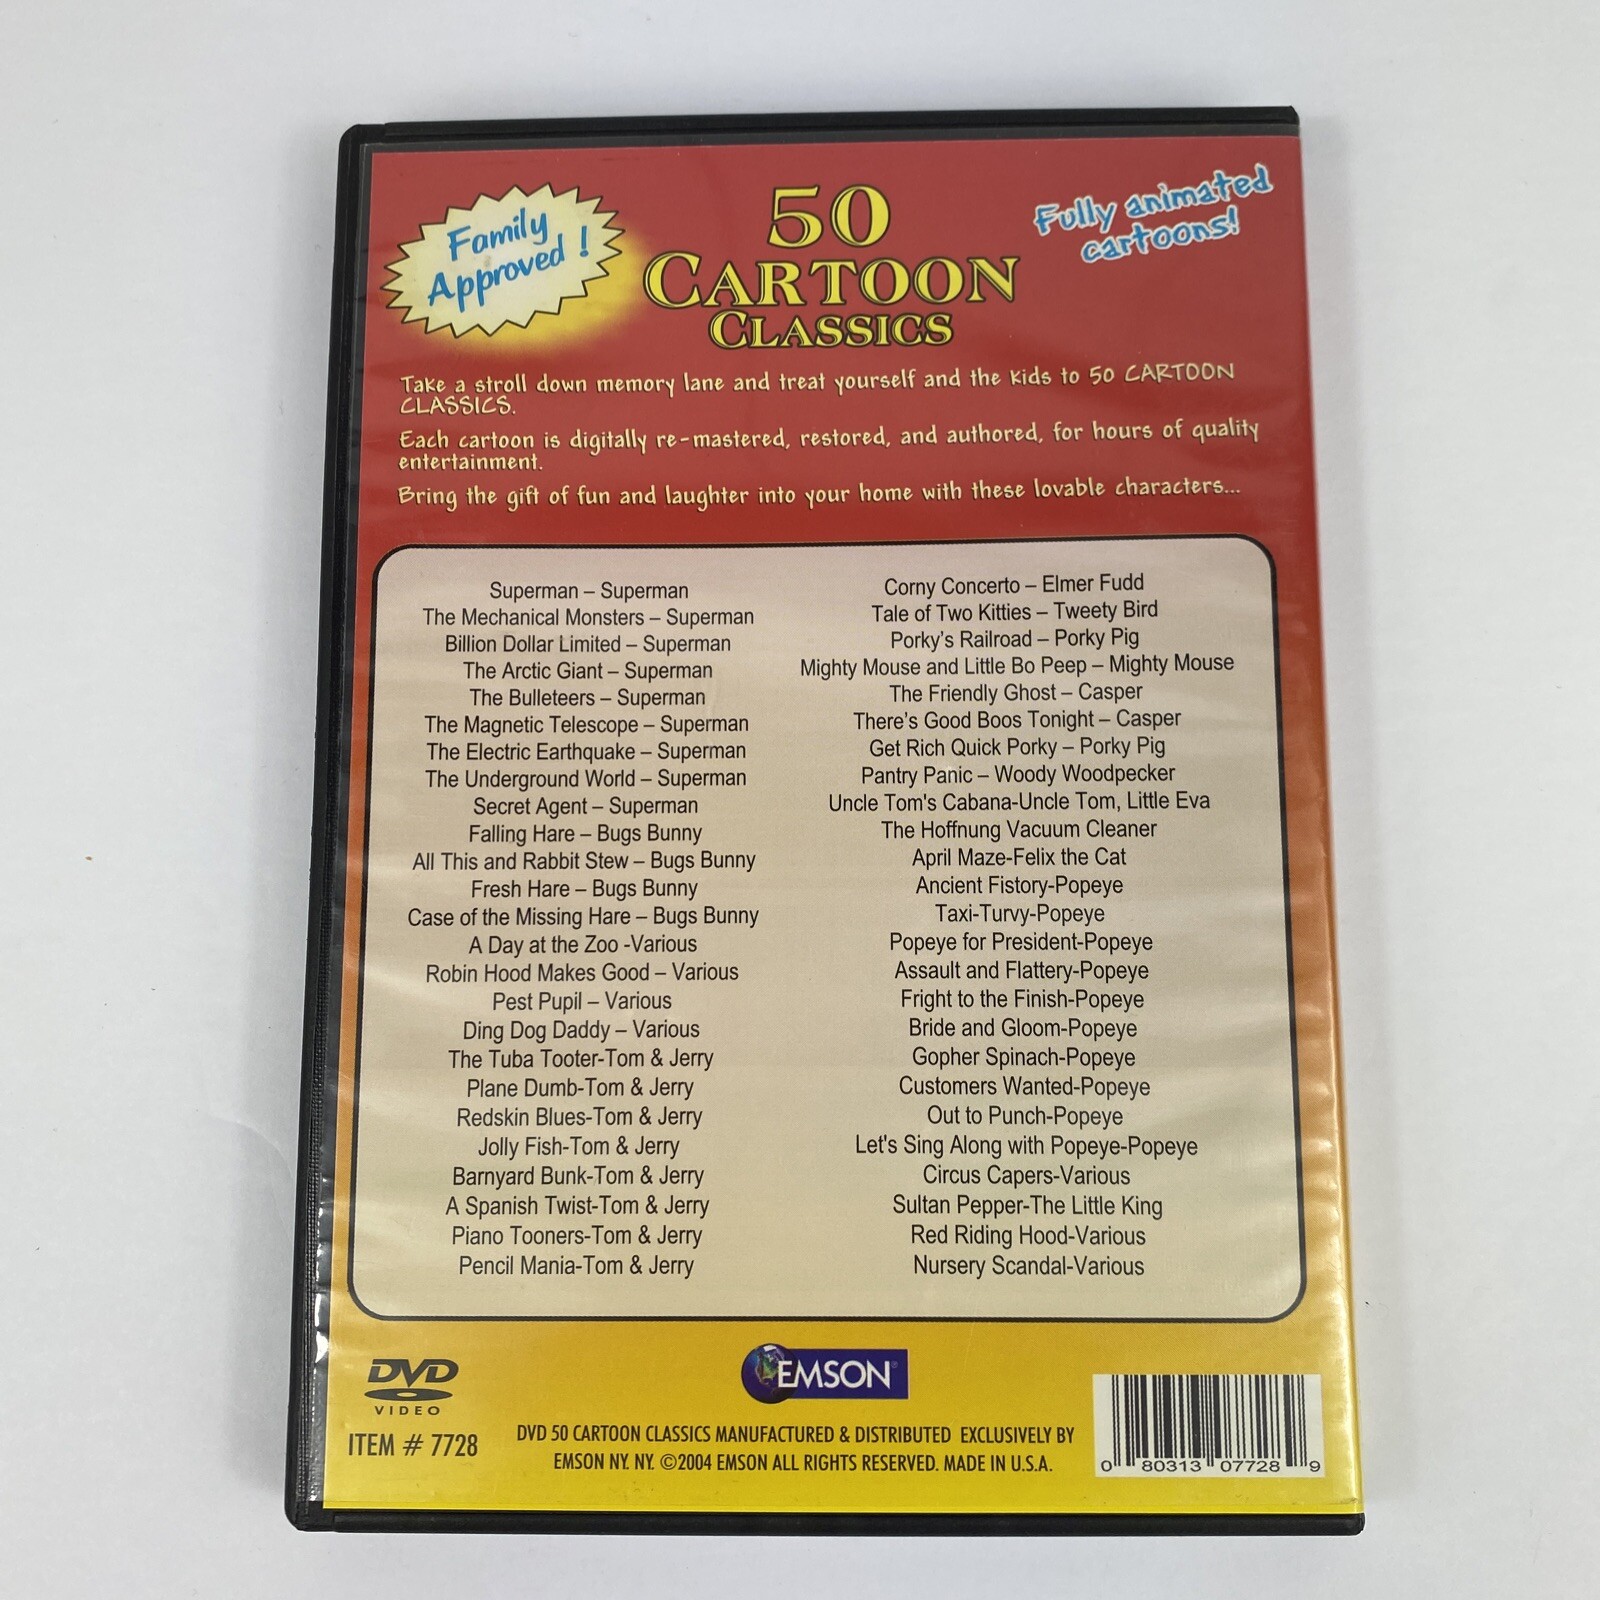 Family
Approved !
50
CARTOON
CLASSICS
Fully animated
cartoons!
Take a stroll down memory lane and treat yourself and the kids to 50 CARTOON
CLASSICS.
Each cartoon is digitally re-mastered, restored, and authored, for hours of quality
entertainment.
Bring the gift of fun and laughter into your home with these lovable characters...
Superman – Superman
The Mechanical Monsters – Superman
Billion Dollar Limited – Superman
The Arctic Giant – Superman
The Bulleteers – Superman
The Magnetic Telescope – Superman
The Electric Earthquake – Superman
The Underground World – Superman
Secret Agent – Superman
Falling Hare – Bugs Bunny
All This and Rabbit Stew – Bugs Bunny
Fresh Hare – Bugs Bunny
Case of the Missing Hare – Bugs Bunny
A Day at the Zoo -Various
Robin Hood Makes Good – Various
Pest Pupil – Various
Ding Dog Daddy – Various
The Tuba Tooter-Tom & Jerry
Plane Dumb-Tom & Jerry
Redskin Blues-Tom & Jerry
Jolly Fish-Tom & Jerry
Barnyard Bunk-Tom & Jerry
A Spanish Twist-Tom & Jerry
Piano Tooners-Tom & Jerry
Pencil Mania-Tom & Jerry
Corny Concerto – Elmer Fudd
Tale of Two Kitties – Tweety Bird
Porky's Railroad – Porky Pig
Mighty Mouse and Little Bo Peep – Mighty Mouse
The Friendly Ghost – Casper
There's Good Boos Tonight – Casper
Get Rich Quick Porky – Porky Pig
Pantry Panic – Woody Woodpecker
Uncle Tom's Cabana-Uncle Tom, Little Eva
The Hoffnung Vacuum Cleaner
April Maze-Felix the Cat
Ancient Fistory-Popeye
Taxi-Turvy-Popeye
Popeye for President-Popeye
Assault and Flattery-Popeye
Fright to the Finish-Popeye
Bride and Gloom-Popeye
Gopher Spinach-Popeye
Customers Wanted-Popeye
Out to Punch-Popeye
Let's Sing Along with Popeye-Popeye
Circus Capers-Various
Sultan Pepper-The Little King
Red Riding Hood-Various
Nursery Scandal-Various
DVD
VIDEO
ITEM # 7728
EMSON®
DVD 50 CARTOON CLASSICS MANUFACTURED & DISTRIBUTED EXCLUSIVELY BY
EMSON NY. NY. ©2004 EMSON ALL RIGHTS RESERVED. MADE IN U.S.A.
0 80313 07728 9